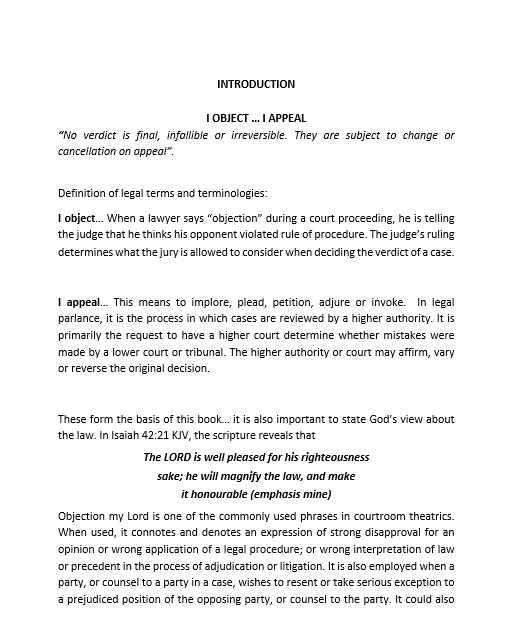 INTRODUCTION
I OBJECT ... I APPEAL
“No verdict is final, infallible or irreversible. They are subject to change or
cancellation on appeal”.
Definition of legal terms and terminologies:
I object... When a lawyer says “objection” during a court proceeding, he is telling
the judge that he thinks his opponent violated rule of procedure. The judge’s ruling
determines what the jury is allowed to consider when deciding the verdict of a case.
I appeal... This means to implore, plead, petition, adjure or invoke. In legal
parlance, it is the process in which cases are reviewed by a higher authority. It is
primarily the request to have a higher court determine whether mistakes were
made by a lower court or tribunal. The higher authority or court may affirm, vary
or reverse the original decision.
These form the basis of this book... it is also important to state God’s view about
the law. In Isaiah 42:21 KJV, the scripture reveals that
The LORD is well pleased for his righteousness
sake; he will magnify the law, and make
it honourable (emphasis mine)
Objection my Lord is one of the commonly used phrases in courtroom theatrics.
When used, it connotes and denotes an expression of strong disapproval for an
opinion or wrong application of a legal procedure; or wrong interpretation of law
or precedent in the process of adjudication or litigation. It is also employed when a
party, or counsel to a party in a case, wishes to resent or take serious exception to
a prejudiced position of the opposing party, or counsel to the party. It could also